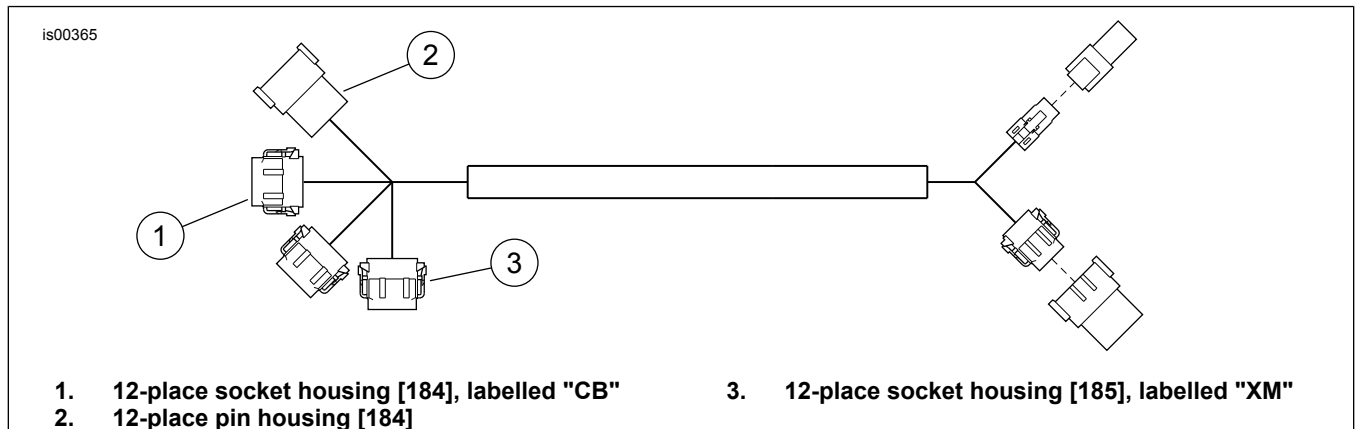 is00365
2
1
3
1. 12-place socket housing [184], labelled "CB"
2. 12-place pin housing [184]
3. 12-place socket housing [185], labelled "XM"